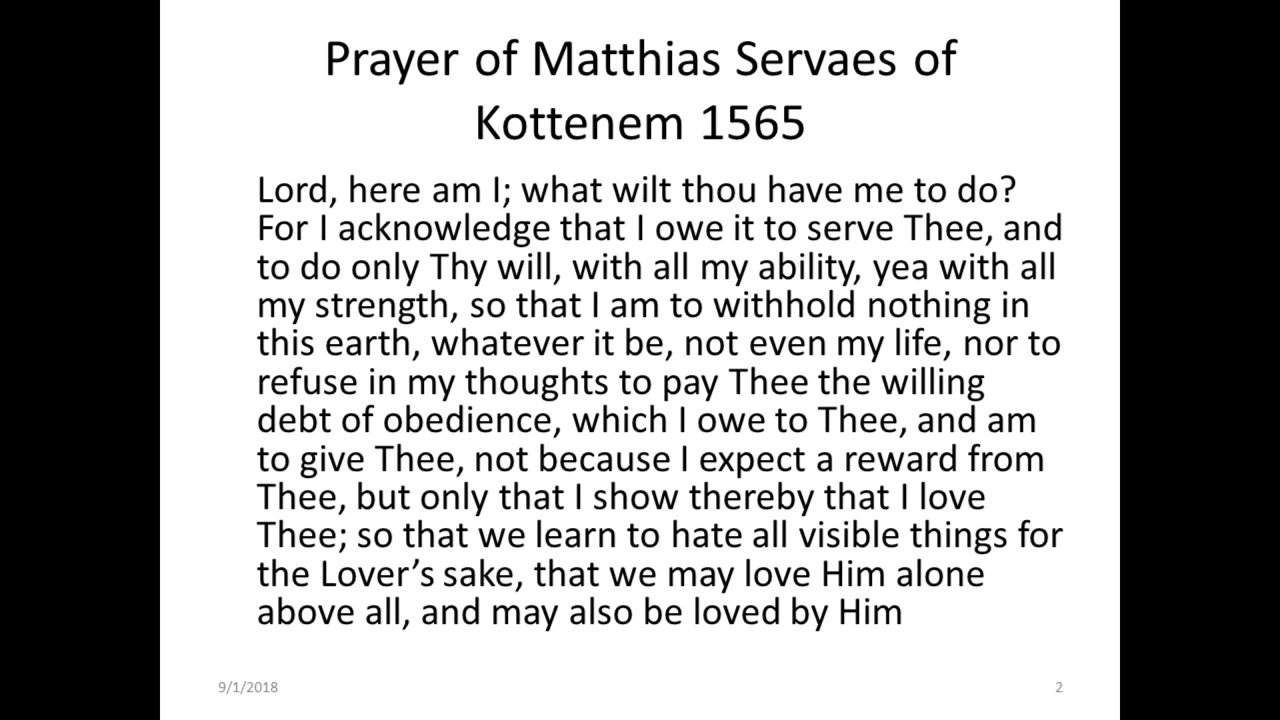 Prayer of Matthias Servaes of
Kottenem 1565
Lord, here am I; what wilt thou have me to do?
For I acknowledge that I owe it to serve Thee, and
to do only Thy will, with all my ability, yea with all
my strength, so that I am to withhold nothing in
this earth, whatever it be, not even my life, nor to
refuse in my thoughts to pay Thee the willing
debt of obedience, which I owe to Thee, and am
to give Thee, not because I expect a reward from
Thee, but only that I show thereby that I love
Thee; so that we learn to hate all visible things for
the Lover’s sake, that we may love Him alone
above all, and may also be loved by Him
9/1/2018
2